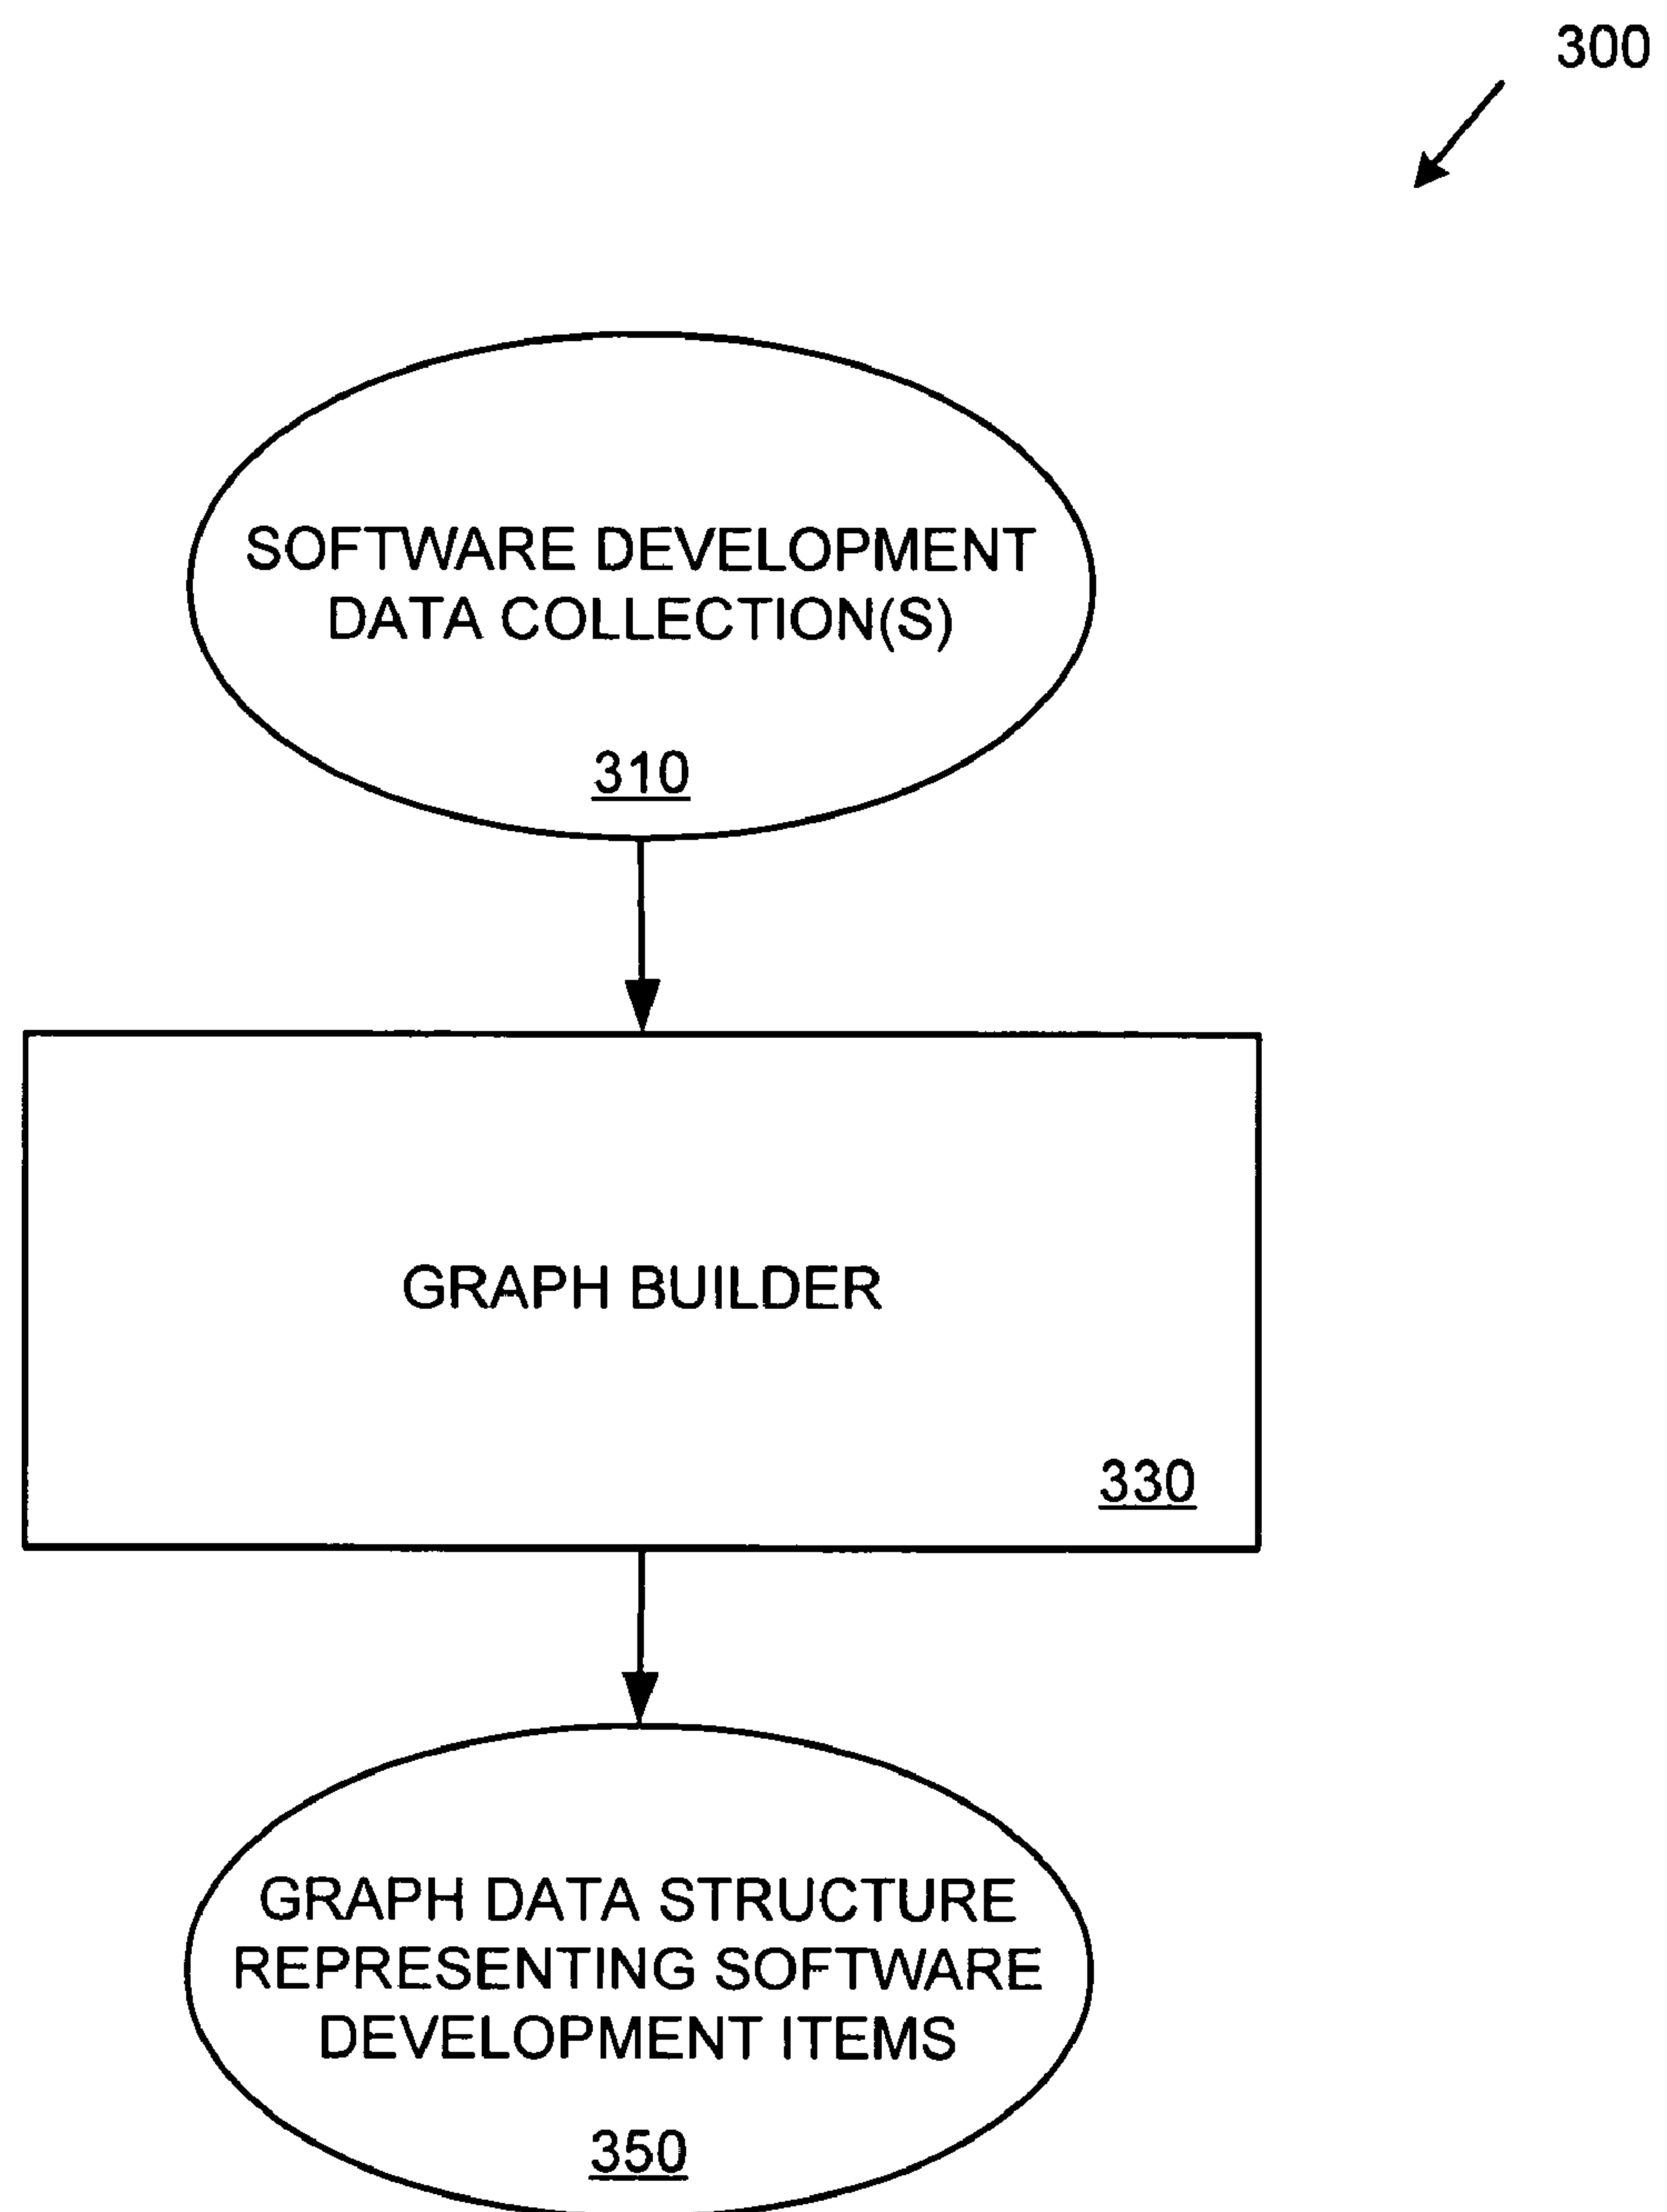 300
SOFTWARE DEVELOPMENT
DATA COLLECTION(S)
310
GRAPH BUILDER
330
GRAPH DATA STRUCTURE
REPRESENTING SOFTWARE
DEVELOPMENT ITEMS
350